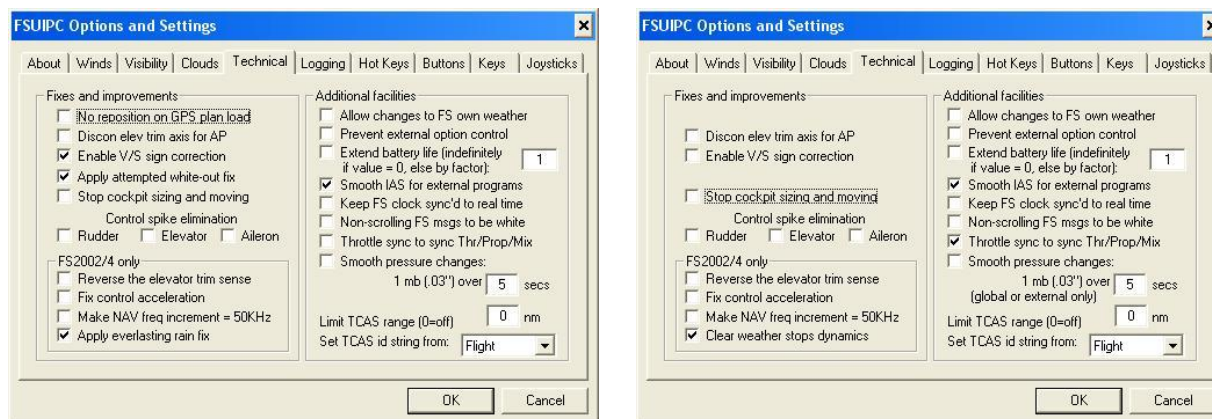 FSUIPC Options and Settings
About Winds Visibility Clouds Technical Logging Hot Keys Buttons Keys Joysticks
Fixes and improvements
No reposition on GPS plan load
Discon elev trim axis for AP
Enable V/S sign correction
Apply attempted white-out fix
Stop cockpit sizing and moving
Control spike elimination
Rudder Elevator Aileron
FS2002/4 only
Reverse the elevator trim sense
Fix control acceleration
Make NAV freq increment = 50KHz
Apply everlasting rain fix
Additional facilities
Allow changes to FS own weather
Prevent external option control
Extend battery life (indefinitely
if value = 0, else by factor): 1
Smooth IAS for external programs
Keep FS clock sync'd to real time
Non-scrolling FS msgs to be white
Throttle sync to sync Thr/Prop/Mix
Smooth pressure changes:
1 mb (.03") over 5 secs
Limit TCAS range (0=off) 0 nm
Set TCAS id string from: Flight
OK Cancel
FSUIPC Options and Settings
About Winds Visibility Clouds Technical Logging Hot Keys Buttons Keys Joysticks
Fixes and improvements
Discon elev trim axis for AP
Enable V/S sign correction
Stop cockpit sizing and moving
Control spike elimination
Rudder Elevator Aileron
FS2002/4 only
Reverse the elevator trim sense
Fix control acceleration
Make NAV freq increment = 50KHz
Clear weather stops dynamics
Additional facilities
Allow changes to FS own weather
Prevent external option control
Extend battery life (indefinitely
if value = 0, else by factor): 1
Smooth IAS for external programs
Keep FS clock sync'd to real time
Non-scrolling FS msgs to be white
Throttle sync to sync Thr/Prop/Mix
Smooth pressure changes:
1 mb (.03") over 5 secs
(global or external only)
Limit TCAS range (0=off) 0 nm
Set TCAS id string from: Flight
OK Cancel